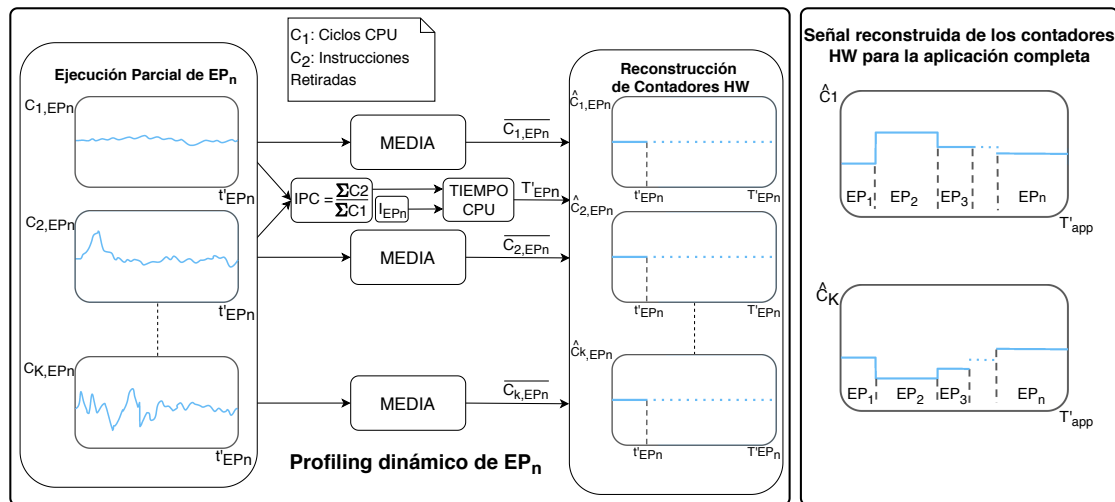 C1: Ciclos CPU
C2: Instrucciones
Retiradas
Ejecución Parcial de EPn
C1,EPn
t'EPn
C2,EPn
t'EPn
CK,EPn
t'EPn
MEDIA
C1,EPn
IPC = ΣC2
ΣC1
IEPn
TIEMPO
CPU
T'EPn
MEDIA
C2,EPn
MEDIA
Ck,EPn
Profiling dinámico de EPn
Reconstrucción
de Contadores HW
Ĉ1,EPn
t'EPn T'EPn
Ĉ2,EPn
t'EPn T'EPn
Ĉk,EPn
t'EPn T'EPn
Señal reconstruida de los contadores
HW para la aplicación completa
Ĉ1
EP1 EP2 EP3 EPn
T'app
ĈK
EP1 EP2 EP3 EPn
T'app